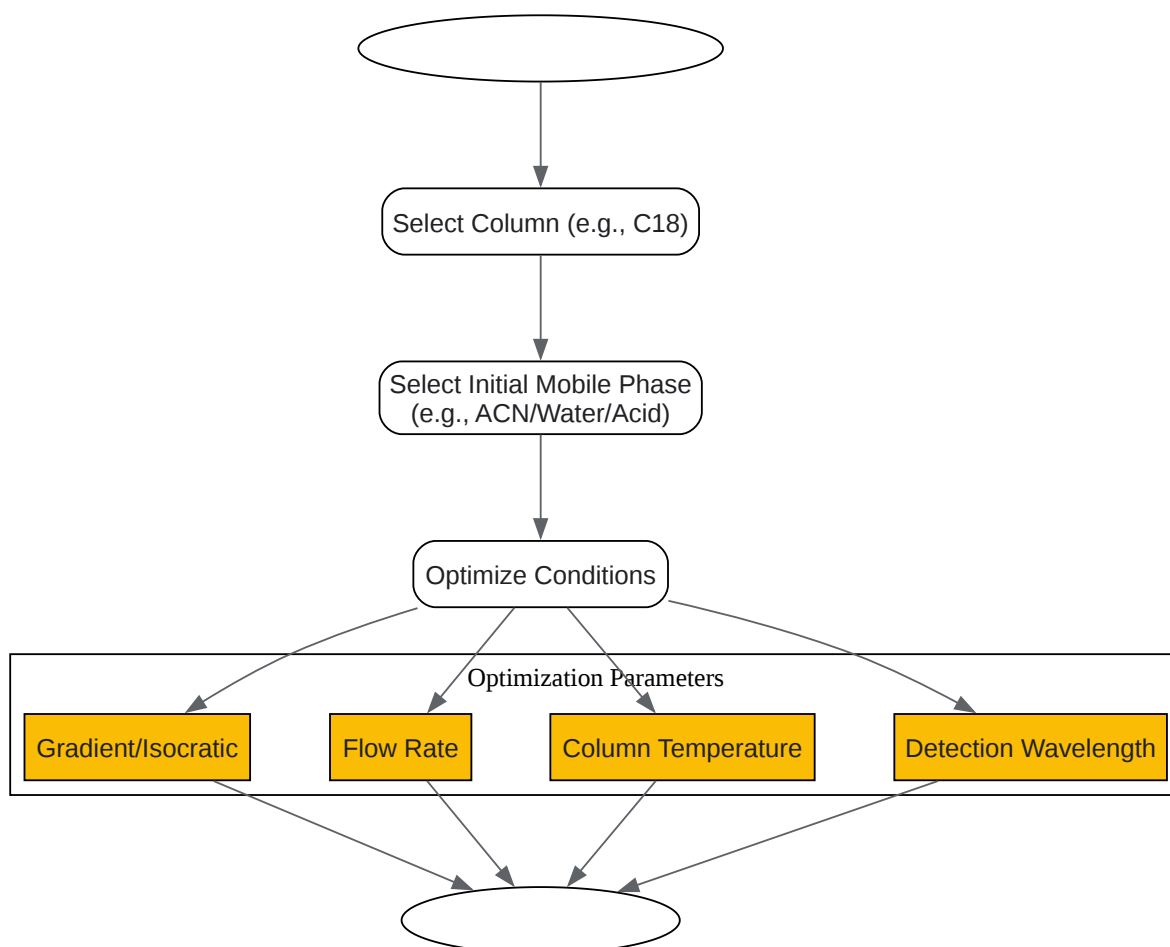 Select Column (e.g., C18)
Select Initial Mobile Phase
(e.g., ACN/Water/Acid)
Optimize Conditions
Optimization Parameters
Gradient/Isocratic
Flow Rate
Column Temperature
Detection Wavelength